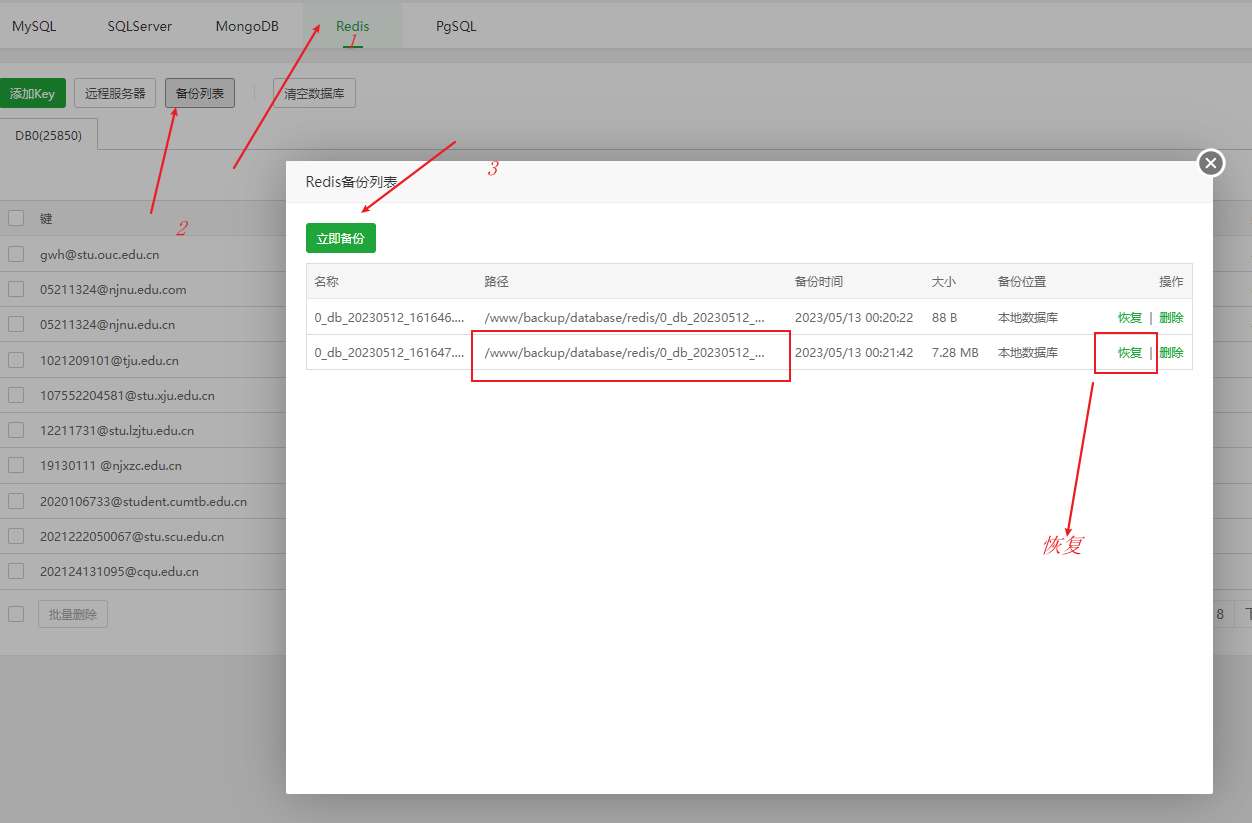 MySQL SQLServer MongoDB Redis PgSQL
1
添加Key 远程服务器 备份列表 清空数据库
DB0(25850)
3
Redis备份列表
键
2
立即备份
gwh@stu.ouc.edu.cn
05211324@njnu.edu.com
05211324@njnu.edu.cn
1021209101@tju.edu.cn
107552204581@stu.xju.edu.cn
12211731@stu.lzjtu.edu.cn
19130111 @njxzc.edu.cn
2020106733@student.cumtb.edu.cn
2021222050067@stu.scu.edu.cn
202124131095@cqu.edu.cn
批量删除
名称 路径 备份时间 大小 备份位置 操作
0_db_20230512_161646.... /www/backup/database/redis/0_db_20230512_... 2023/05/13 00:20:22 88 B 本地数据库 恢复 | 删除
0_db_20230512_161647.... /www/backup/database/redis/0_db_20230512_... 2023/05/13 00:21:42 7.28 MB 本地数据库 恢复 | 删除
恢复
8